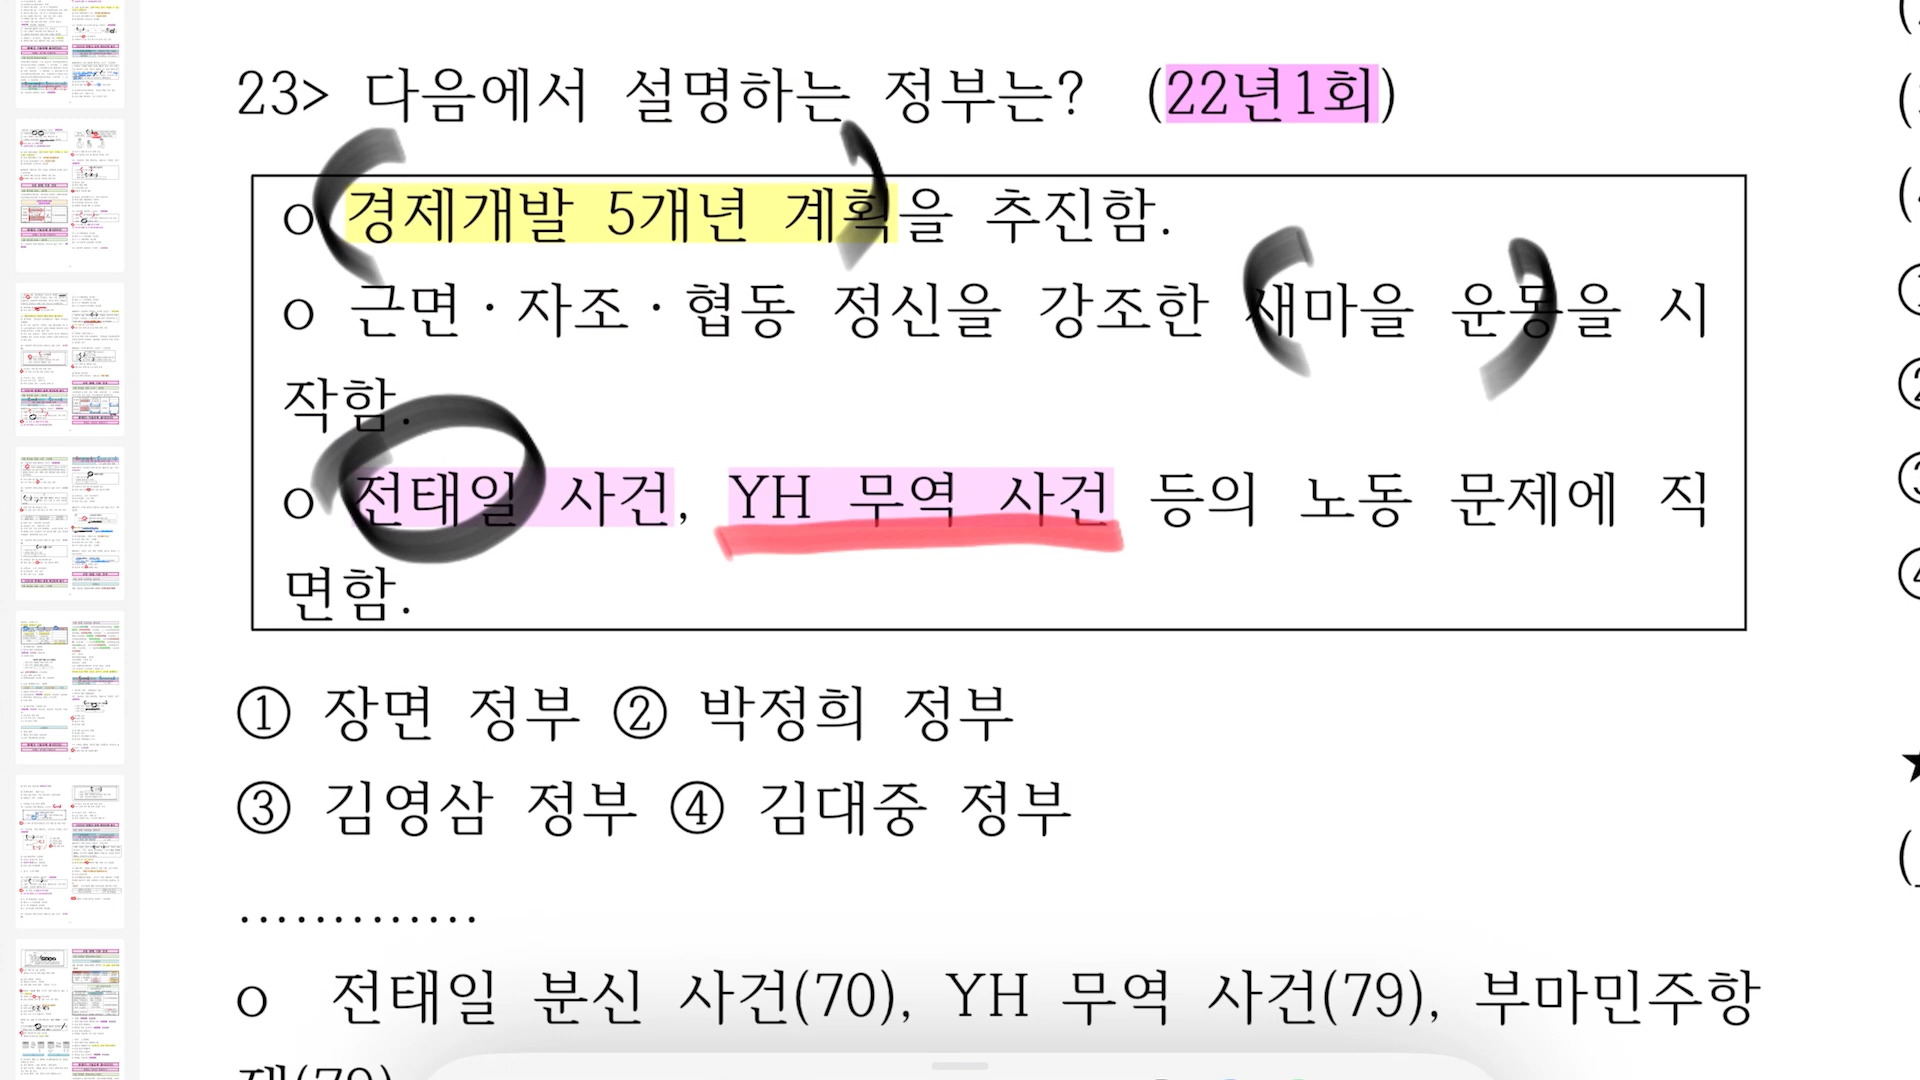 23> 다음에서 설명하는 정부는? (22년1회)
o 경제개발 5개년 계획을 추진함.
o 근면·자조·협동 정신을 강조한 새마을 운동을 시
작함.
o 전태일 사건, YH 무역 사건 등의 노동 문제에 직
면함.
① 장면 정부 ② 박정희 정부
③ 김영삼 정부 ④ 김대중 정부
.............
o 전태일 분신 사건(70), YH 무역 사건(79), 부마민주항